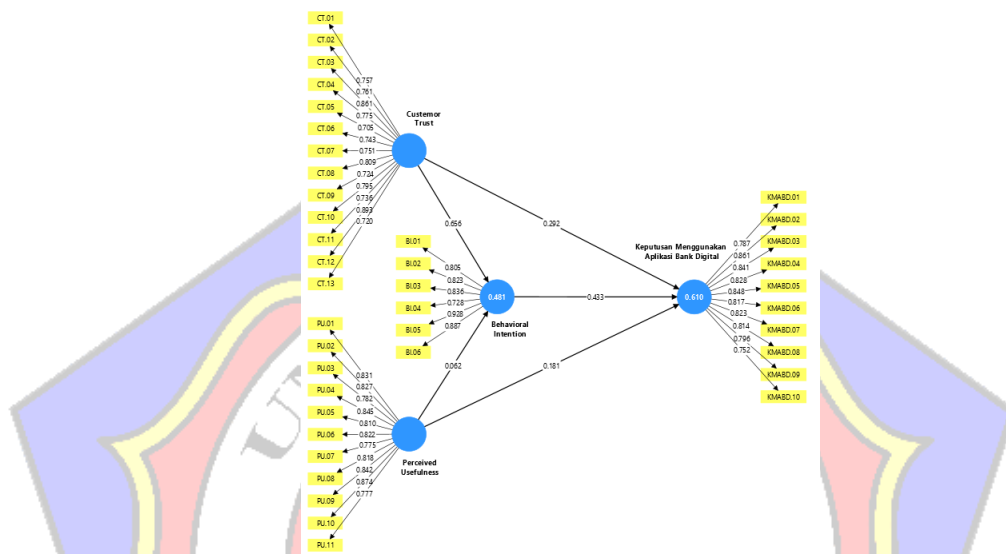 CT.01
CT.02
CT.03
CT.04
CT.05
CT.06
CT.07
CT.08
CT.09
CT.10
CT.11
CT.12
CT.13
0.757
0.761
0.861
0.775
0.705
0.743
0.751
0.809
0.724
0.795
0.736
0.893
0.720
Custemor
Trust
0.656
0.292
BI.01
BI.02
BI.03
BI.04
BI.05
BI.06
0.805
0.823
0.836
0.728
0.928
0.887
0.481
Behavioral
Intention
0.433
0.062
0.181
Keputusan Menggunakan
Aplikasi Bank Digital
0.610
0.787
0.861
0.841
0.828
0.848
0.817
0.823
0.814
0.796
0.752
KMABD.01
KMABD.02
KMABD.03
KMABD.04
KMABD.05
KMABD.06
KMABD.07
KMABD.08
KMABD.09
KMABD.10
PU.01
PU.02
PU.03
PU.04
PU.05
PU.06
PU.07
PU.08
PU.09
PU.10
PU.11
0.831
0.827
0.782
0.845
0.810
0.822
0.775
0.818
0.842
0.874
0.777
Perceived
Usefulness